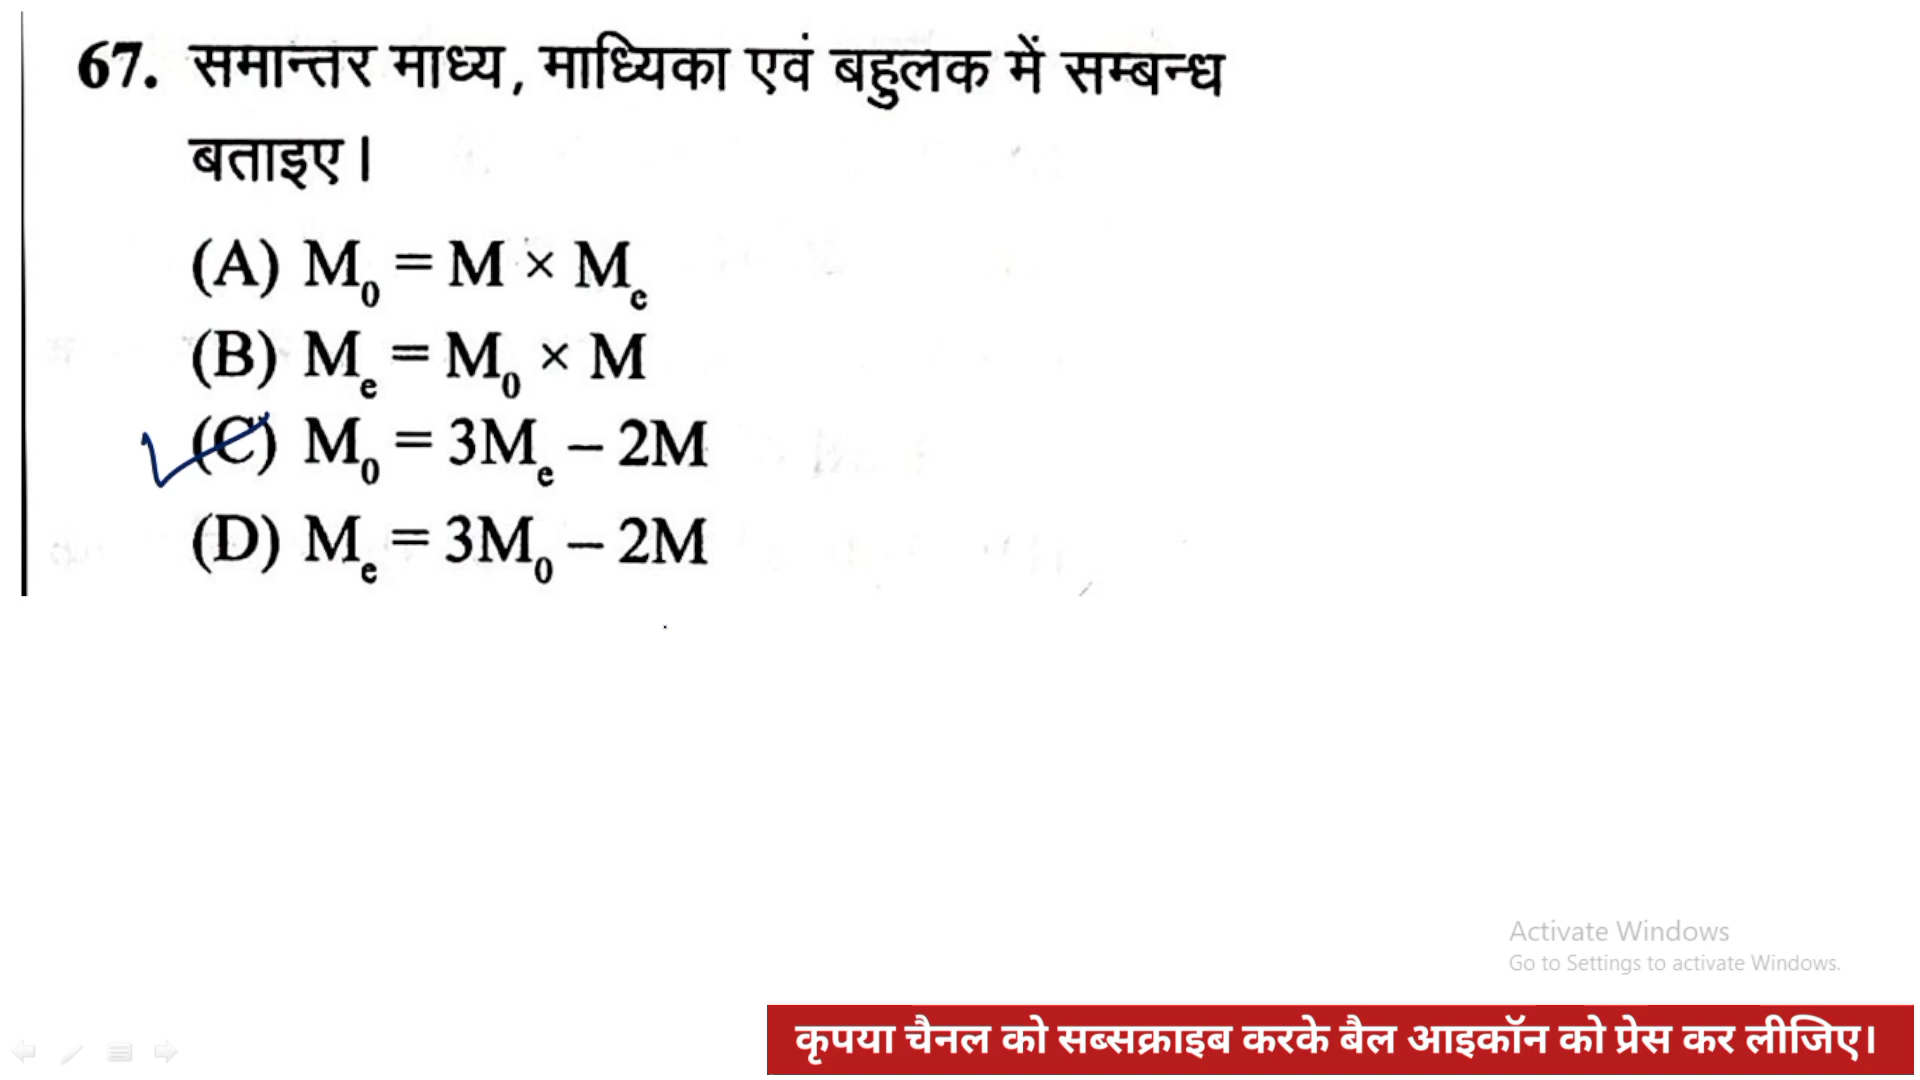 67. समान्तर माध्य, माध्यिका एवं बहुलक में सम्बन्ध
बताइए।
(A) M₀ = M × Mₑ
(B) Mₑ = M₀ × M
(C) M₀ = 3Mₑ – 2M
(D) Mₑ = 3M₀ – 2M
Activate Windows
Go to Settings to activate Windows.
कृपया चैनल को सब्सक्राइब करके बैल आइकॉन को प्रेस कर लीजिए।